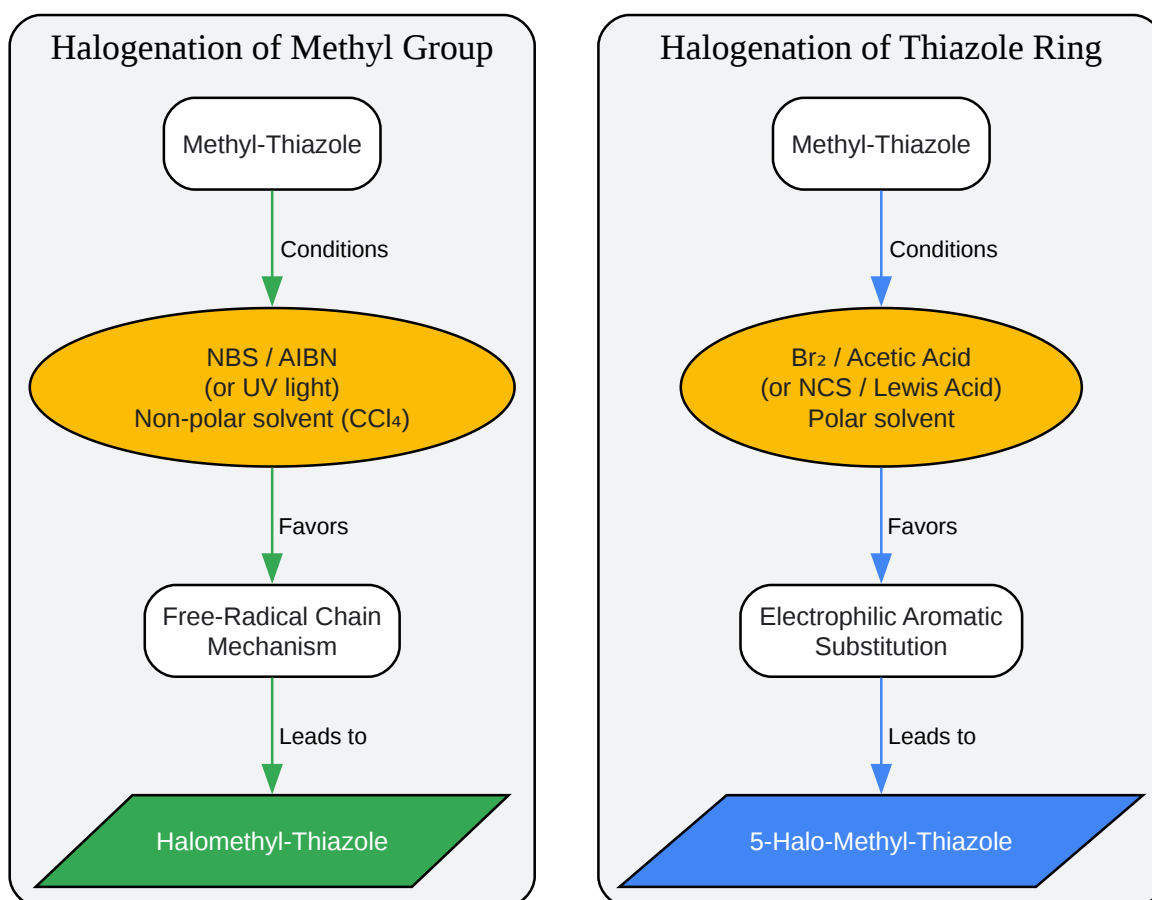 Halogenation of Methyl Group
Methyl-Thiazole
Conditions
NBS / AIBN
(or UV light)
Non-polar solvent (CCl₄)
Favors
Free-Radical Chain
Mechanism
Leads to
Halomethyl-Thiazole
Halogenation of Thiazole Ring
Methyl-Thiazole
Conditions
Br₂ / Acetic Acid
(or NCS / Lewis Acid)
Polar solvent
Favors
Electrophilic Aromatic
Substitution
Leads to
5-Halo-Methyl-Thiazole